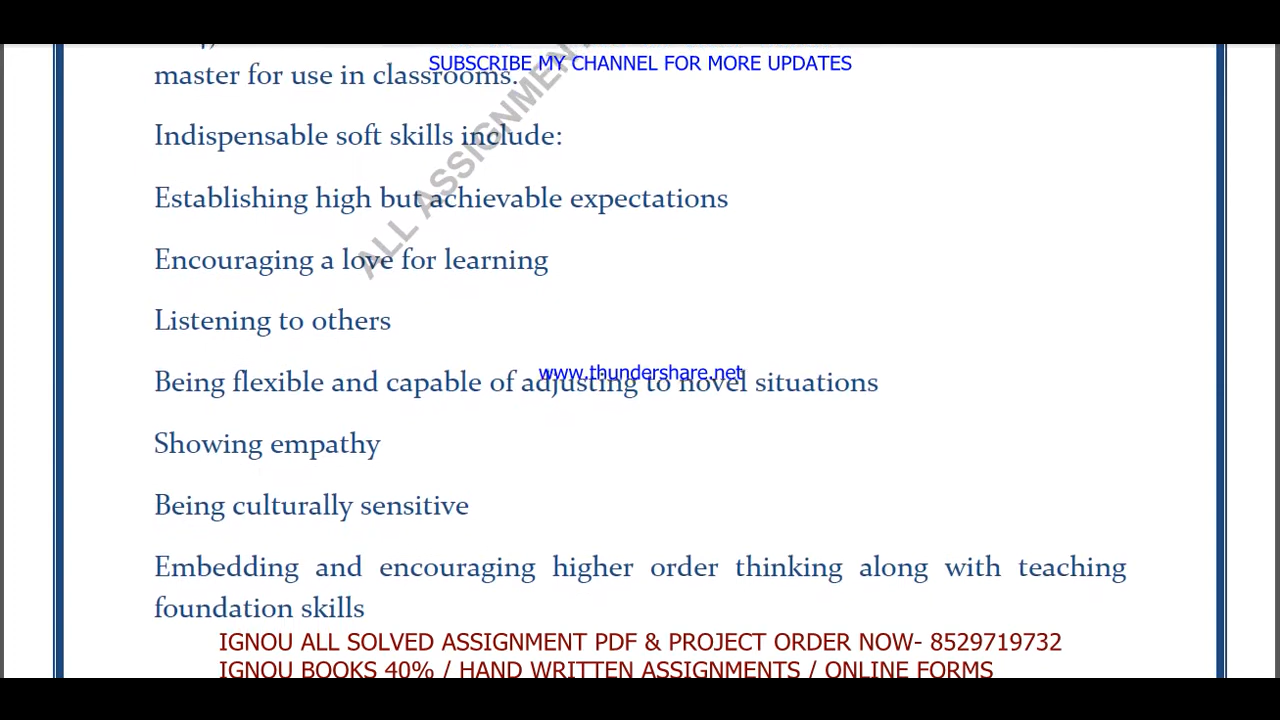 SUBSCRIBE MY CHANNEL FOR MORE UPDATES
master for use in classrooms.
ALL ASSIGNMENT
Indispensable soft skills include:
Establishing high but achievable expectations
Encouraging a love for learning
Listening to others
www.thundershare.net
Being flexible and capable of adjusting to novel situations
Showing empathy
Being culturally sensitive
Embedding and encouraging higher order thinking along with teaching
foundation skills
IGNOU ALL SOLVED ASSIGNMENT PDF & PROJECT ORDER NOW- 8529719732
IGNOU BOOKS 40% / HAND WRITTEN ASSIGNMENTS / ONLINE FORMS